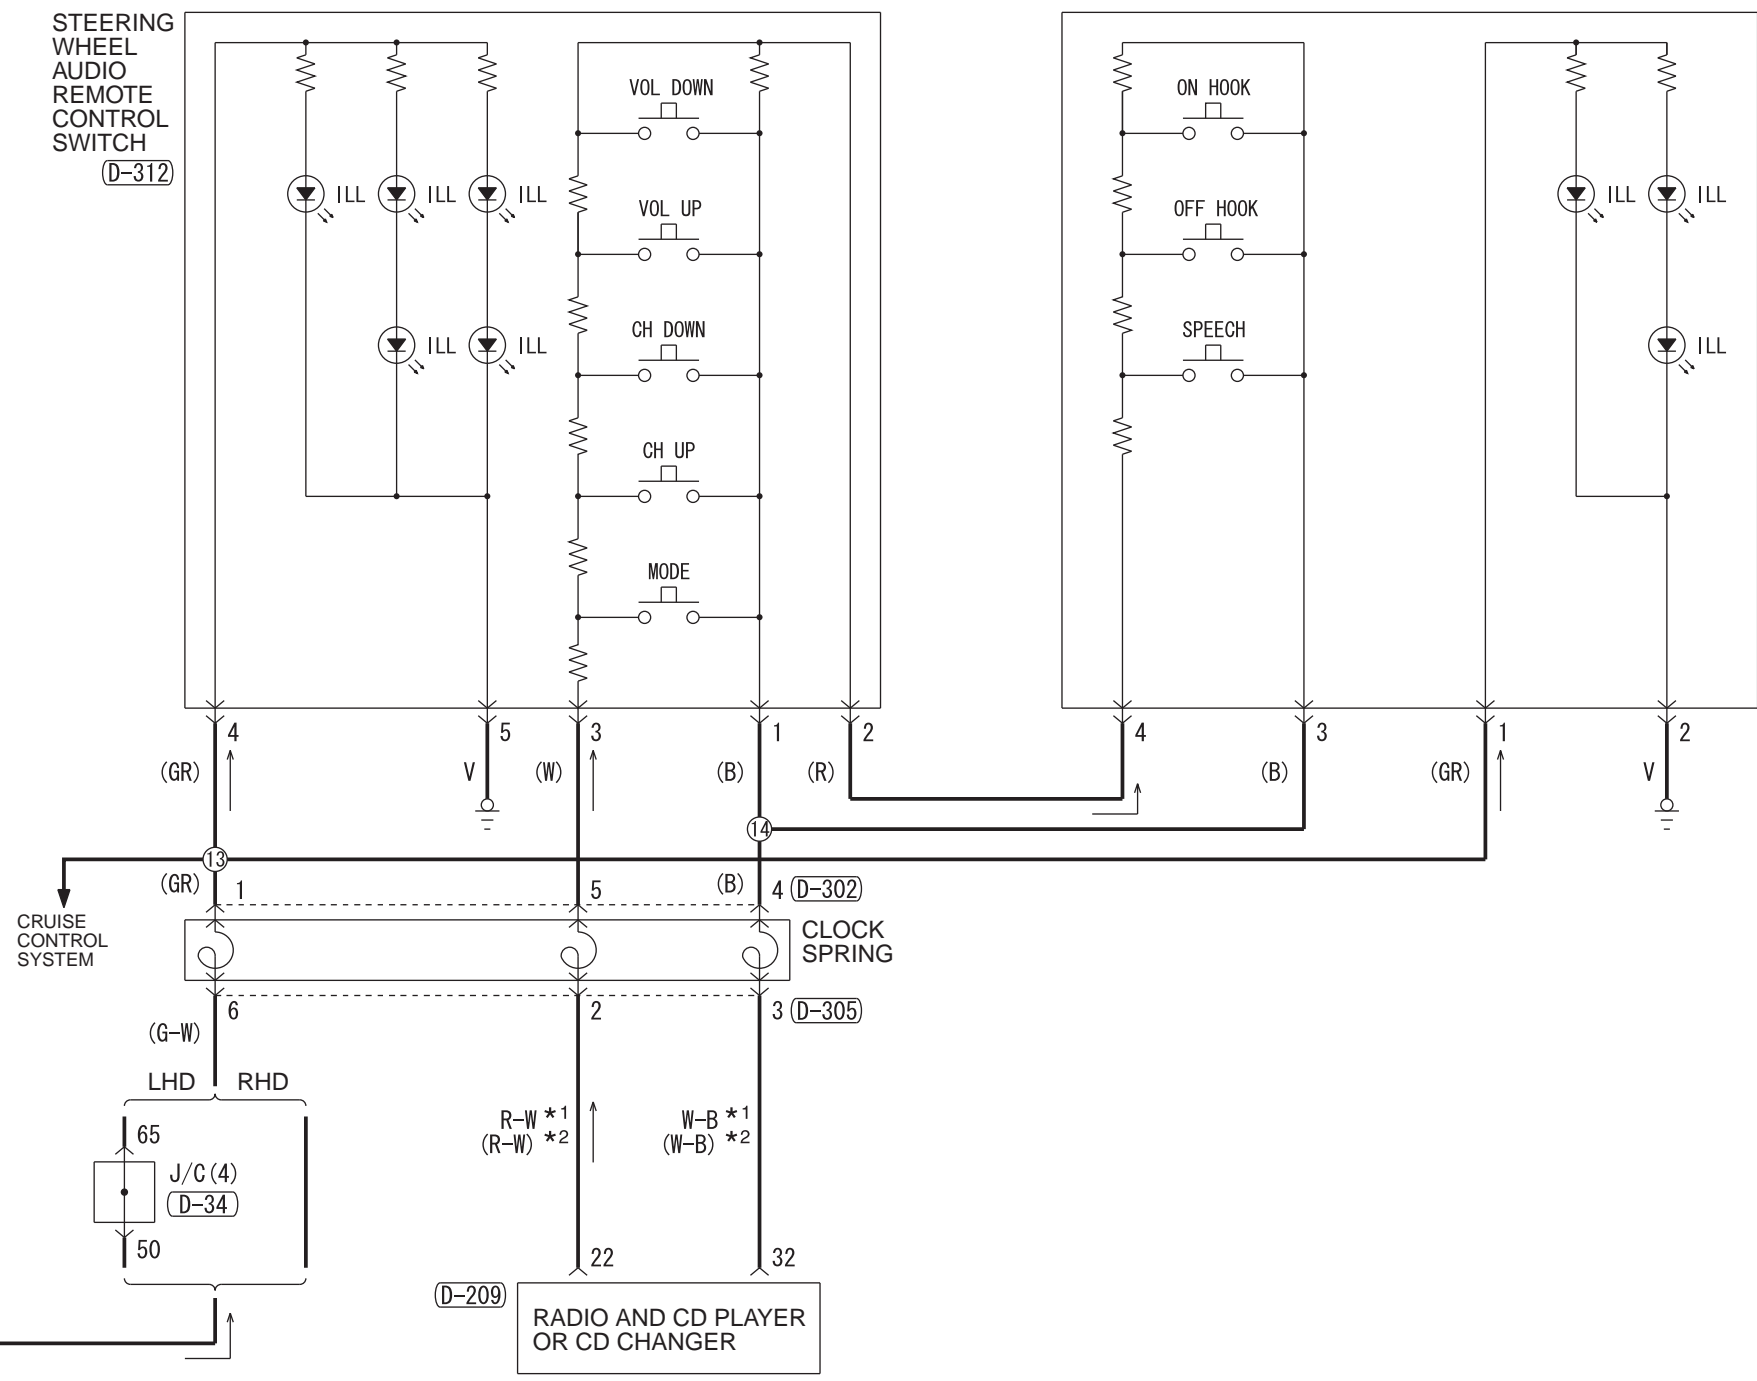 STEERING
WHEEL
AUDIO
REMOTE
CONTROL
SWITCH
D-312
VOL DOWN
ON HOOK
ILL ILL ILL
VOL UP
OFF HOOK
ILL ILL
ILL ILL
CH DOWN
SPEECH
ILL
CH UP
MODE
4 5 3 1 2 4 3 1 2
(GR) V (W) (B) (R) (B) (GR) V
14
13
(GR) 1 5 (B) 4 D-302
CRUISE
CONTROL
SYSTEM
CLOCK
SPRING
6 2 3 D-305
(G-W)
LHD RHD
R-W *1 W-B *1
(R-W) *2 (W-B) *2
65
J/C(4)
D-34
50
22 32
D-209
RADIO AND CD PLAYER
OR CD CHANGER